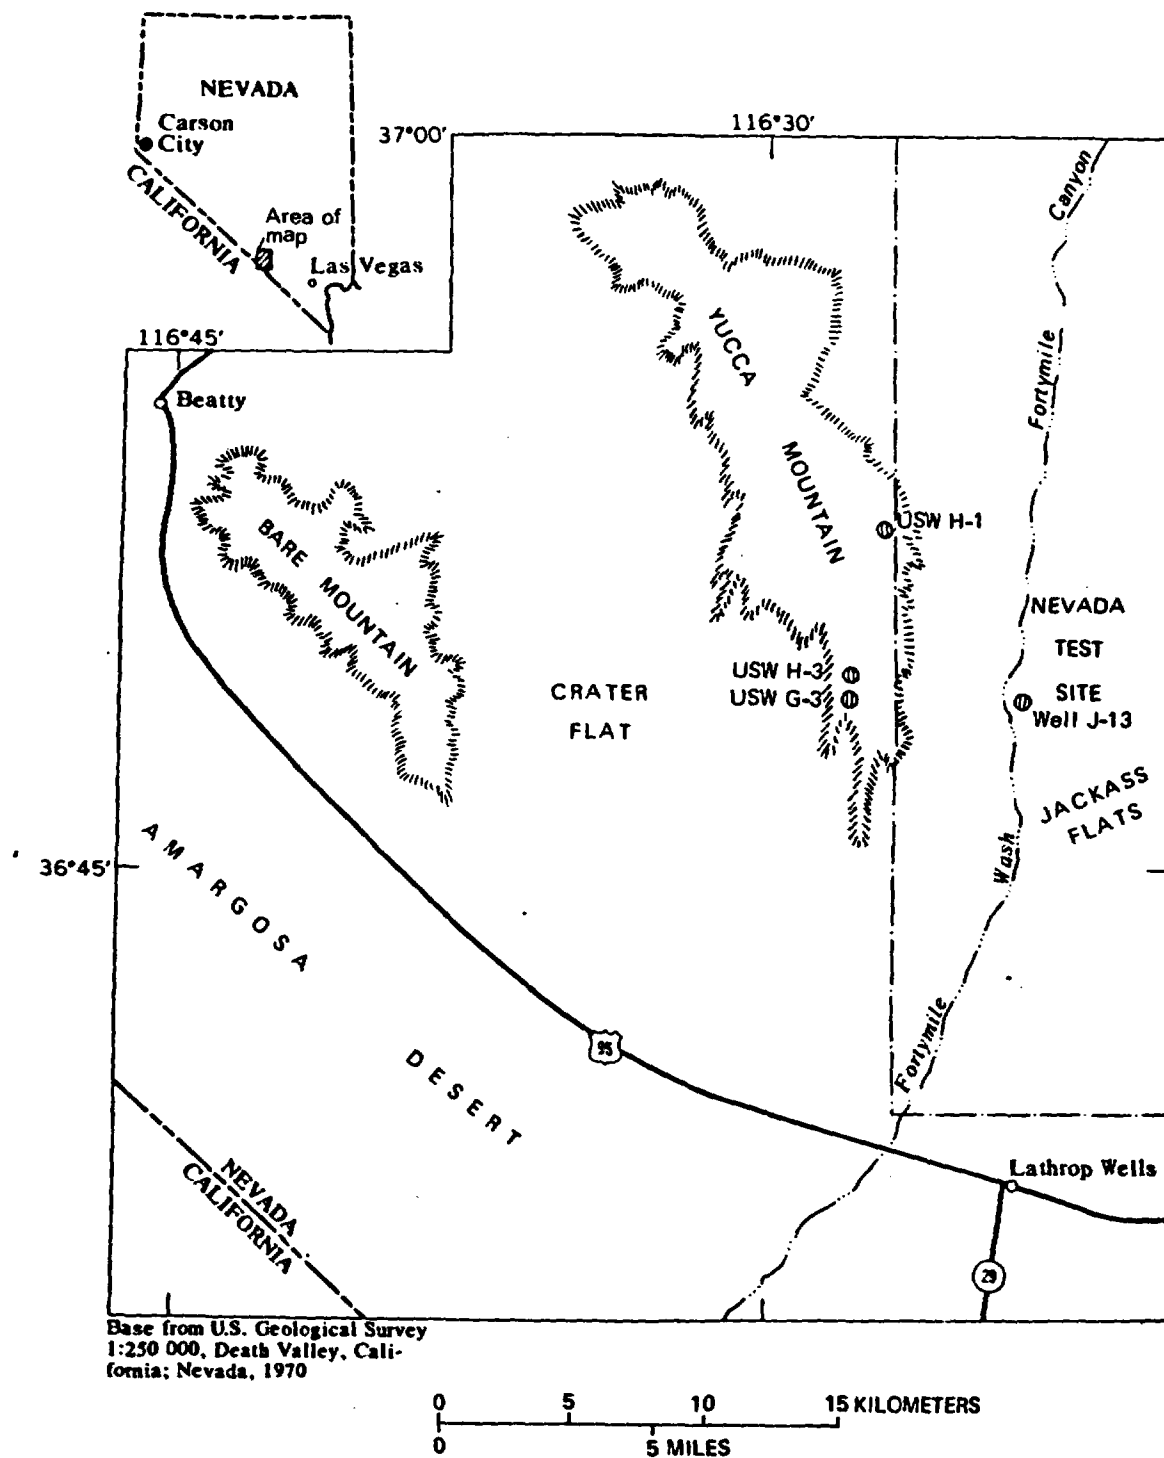 NEVADA
Carson
City
CALIFORNIA
Area of
map
Las Vegas
37°00'
116°30'
116°45'
Beatty
YUCCA
MOUNTAIN
Fortymile
Canyon
BARE
MOUNTAIN
USW H-1
NEVADA
TEST
SITE
USW H-3
USW G-3
Well J-13
CRATER
FLAT
JACKASS
FLATS
36°45'
AMARGOSA
DESERT
Fortymile
Wash
95
Lathrop Wells
29
NEVADA
CALIFORNIA
Base from U.S. Geological Survey
1:250 000, Death Valley, Cali-
fornia; Nevada, 1970
0 5 10 15 KILOMETERS
0 5 MILES